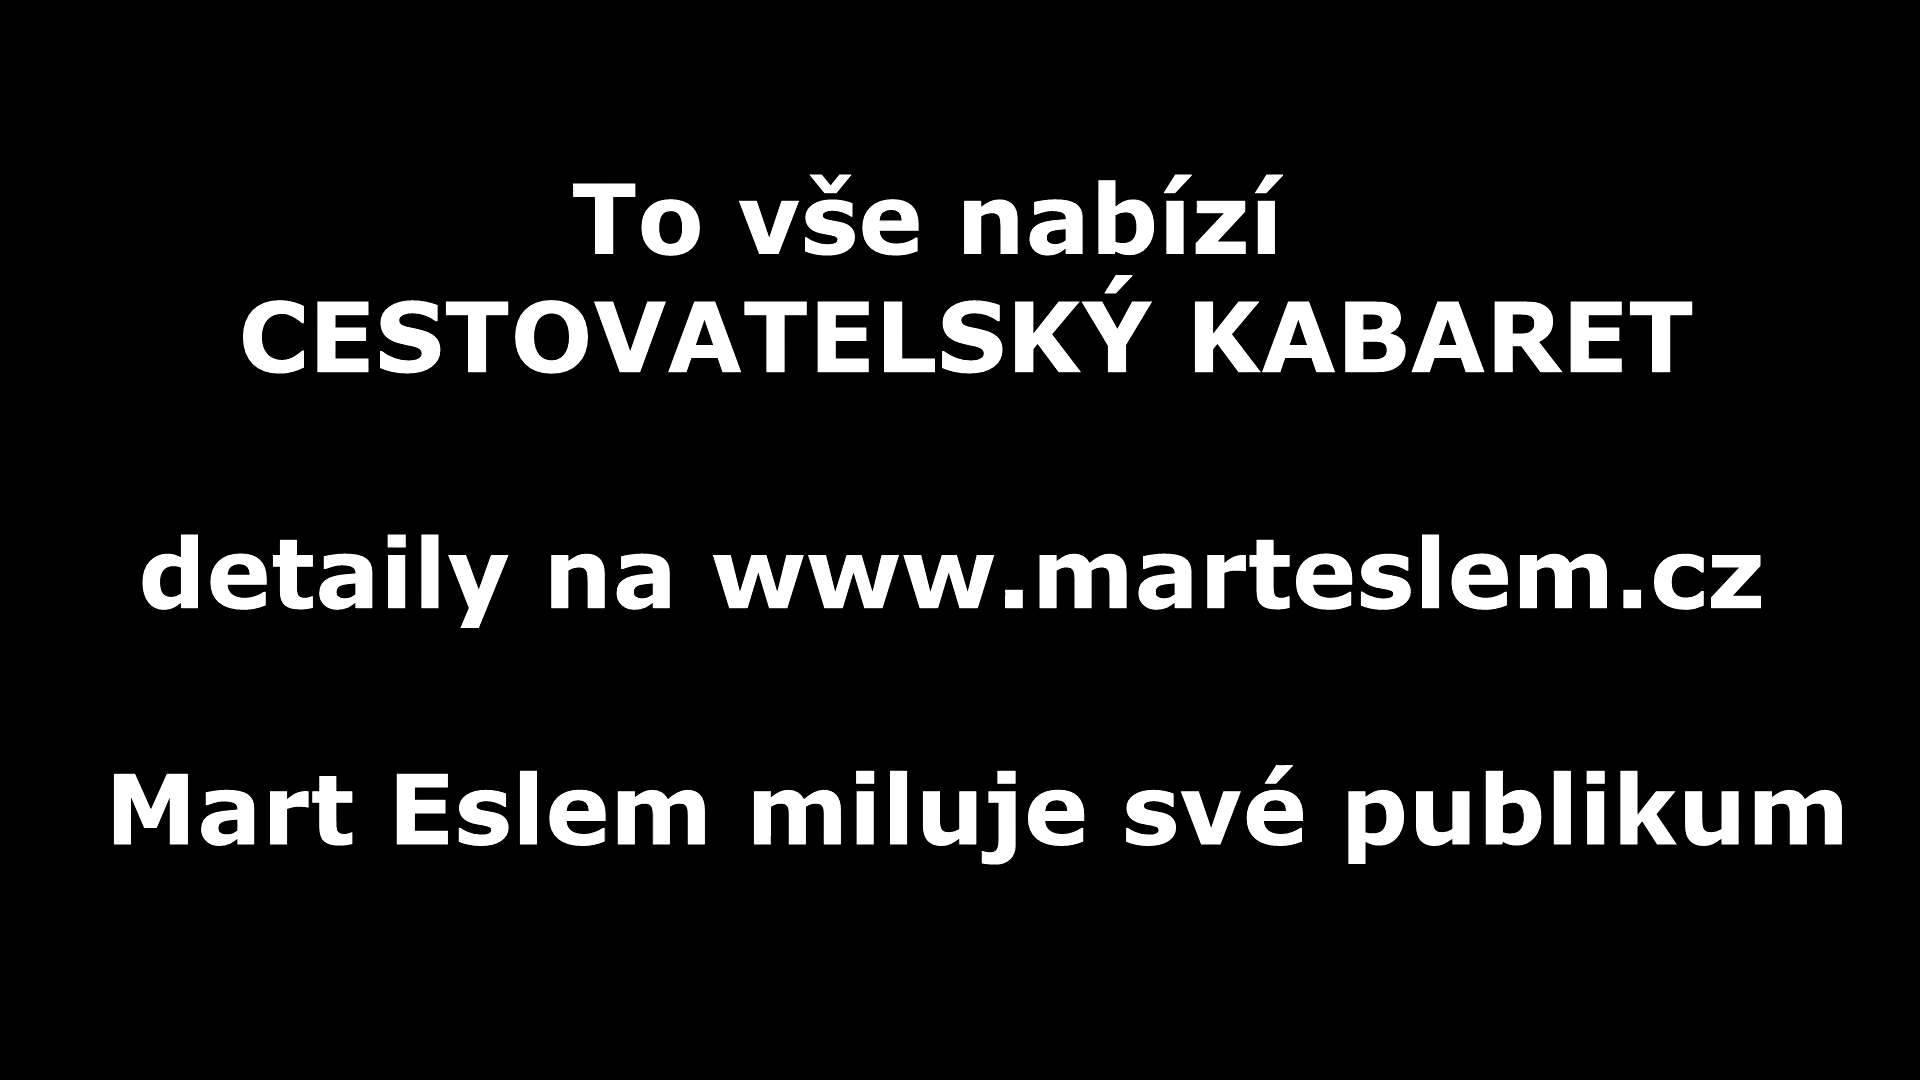 To vše nabízí
CESTOVATELSKÝ KABARET
detaily na www.marteslem.cz
Mart Eslem miluje své publikum